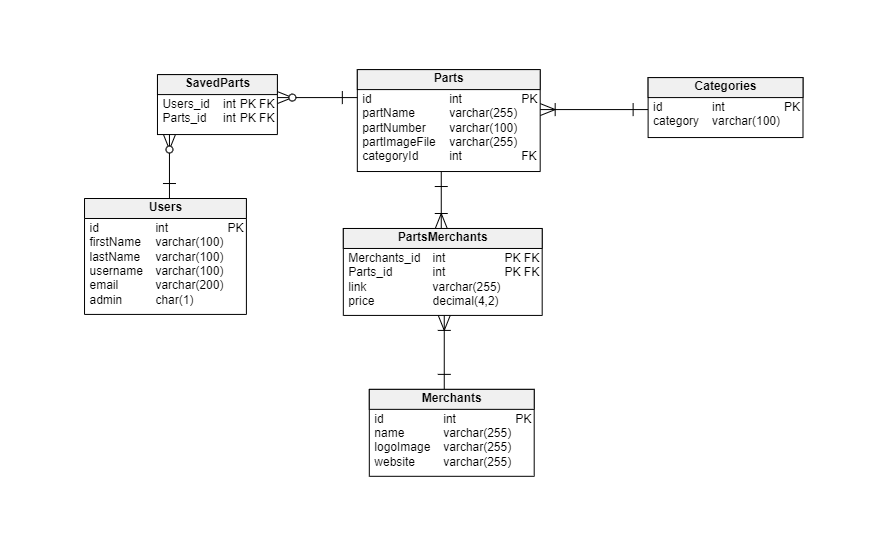 SavedParts
Users_id int PK FK
Parts_id int PK FK
Parts
id int PK
partName varchar(255)
partNumber varchar(100)
partImageFile varchar(255)
categoryId int FK
Categories
id int PK
category varchar(100)
Users
id int PK
firstName varchar(100)
lastName varchar(100)
username varchar(100)
email varchar(200)
admin char(1)
PartsMerchants
Merchants_id int PK FK
Parts_id int PK FK
link varchar(255)
price decimal(4,2)
Merchants
id int PK
name varchar(255)
logoImage varchar(255)
website varchar(255)